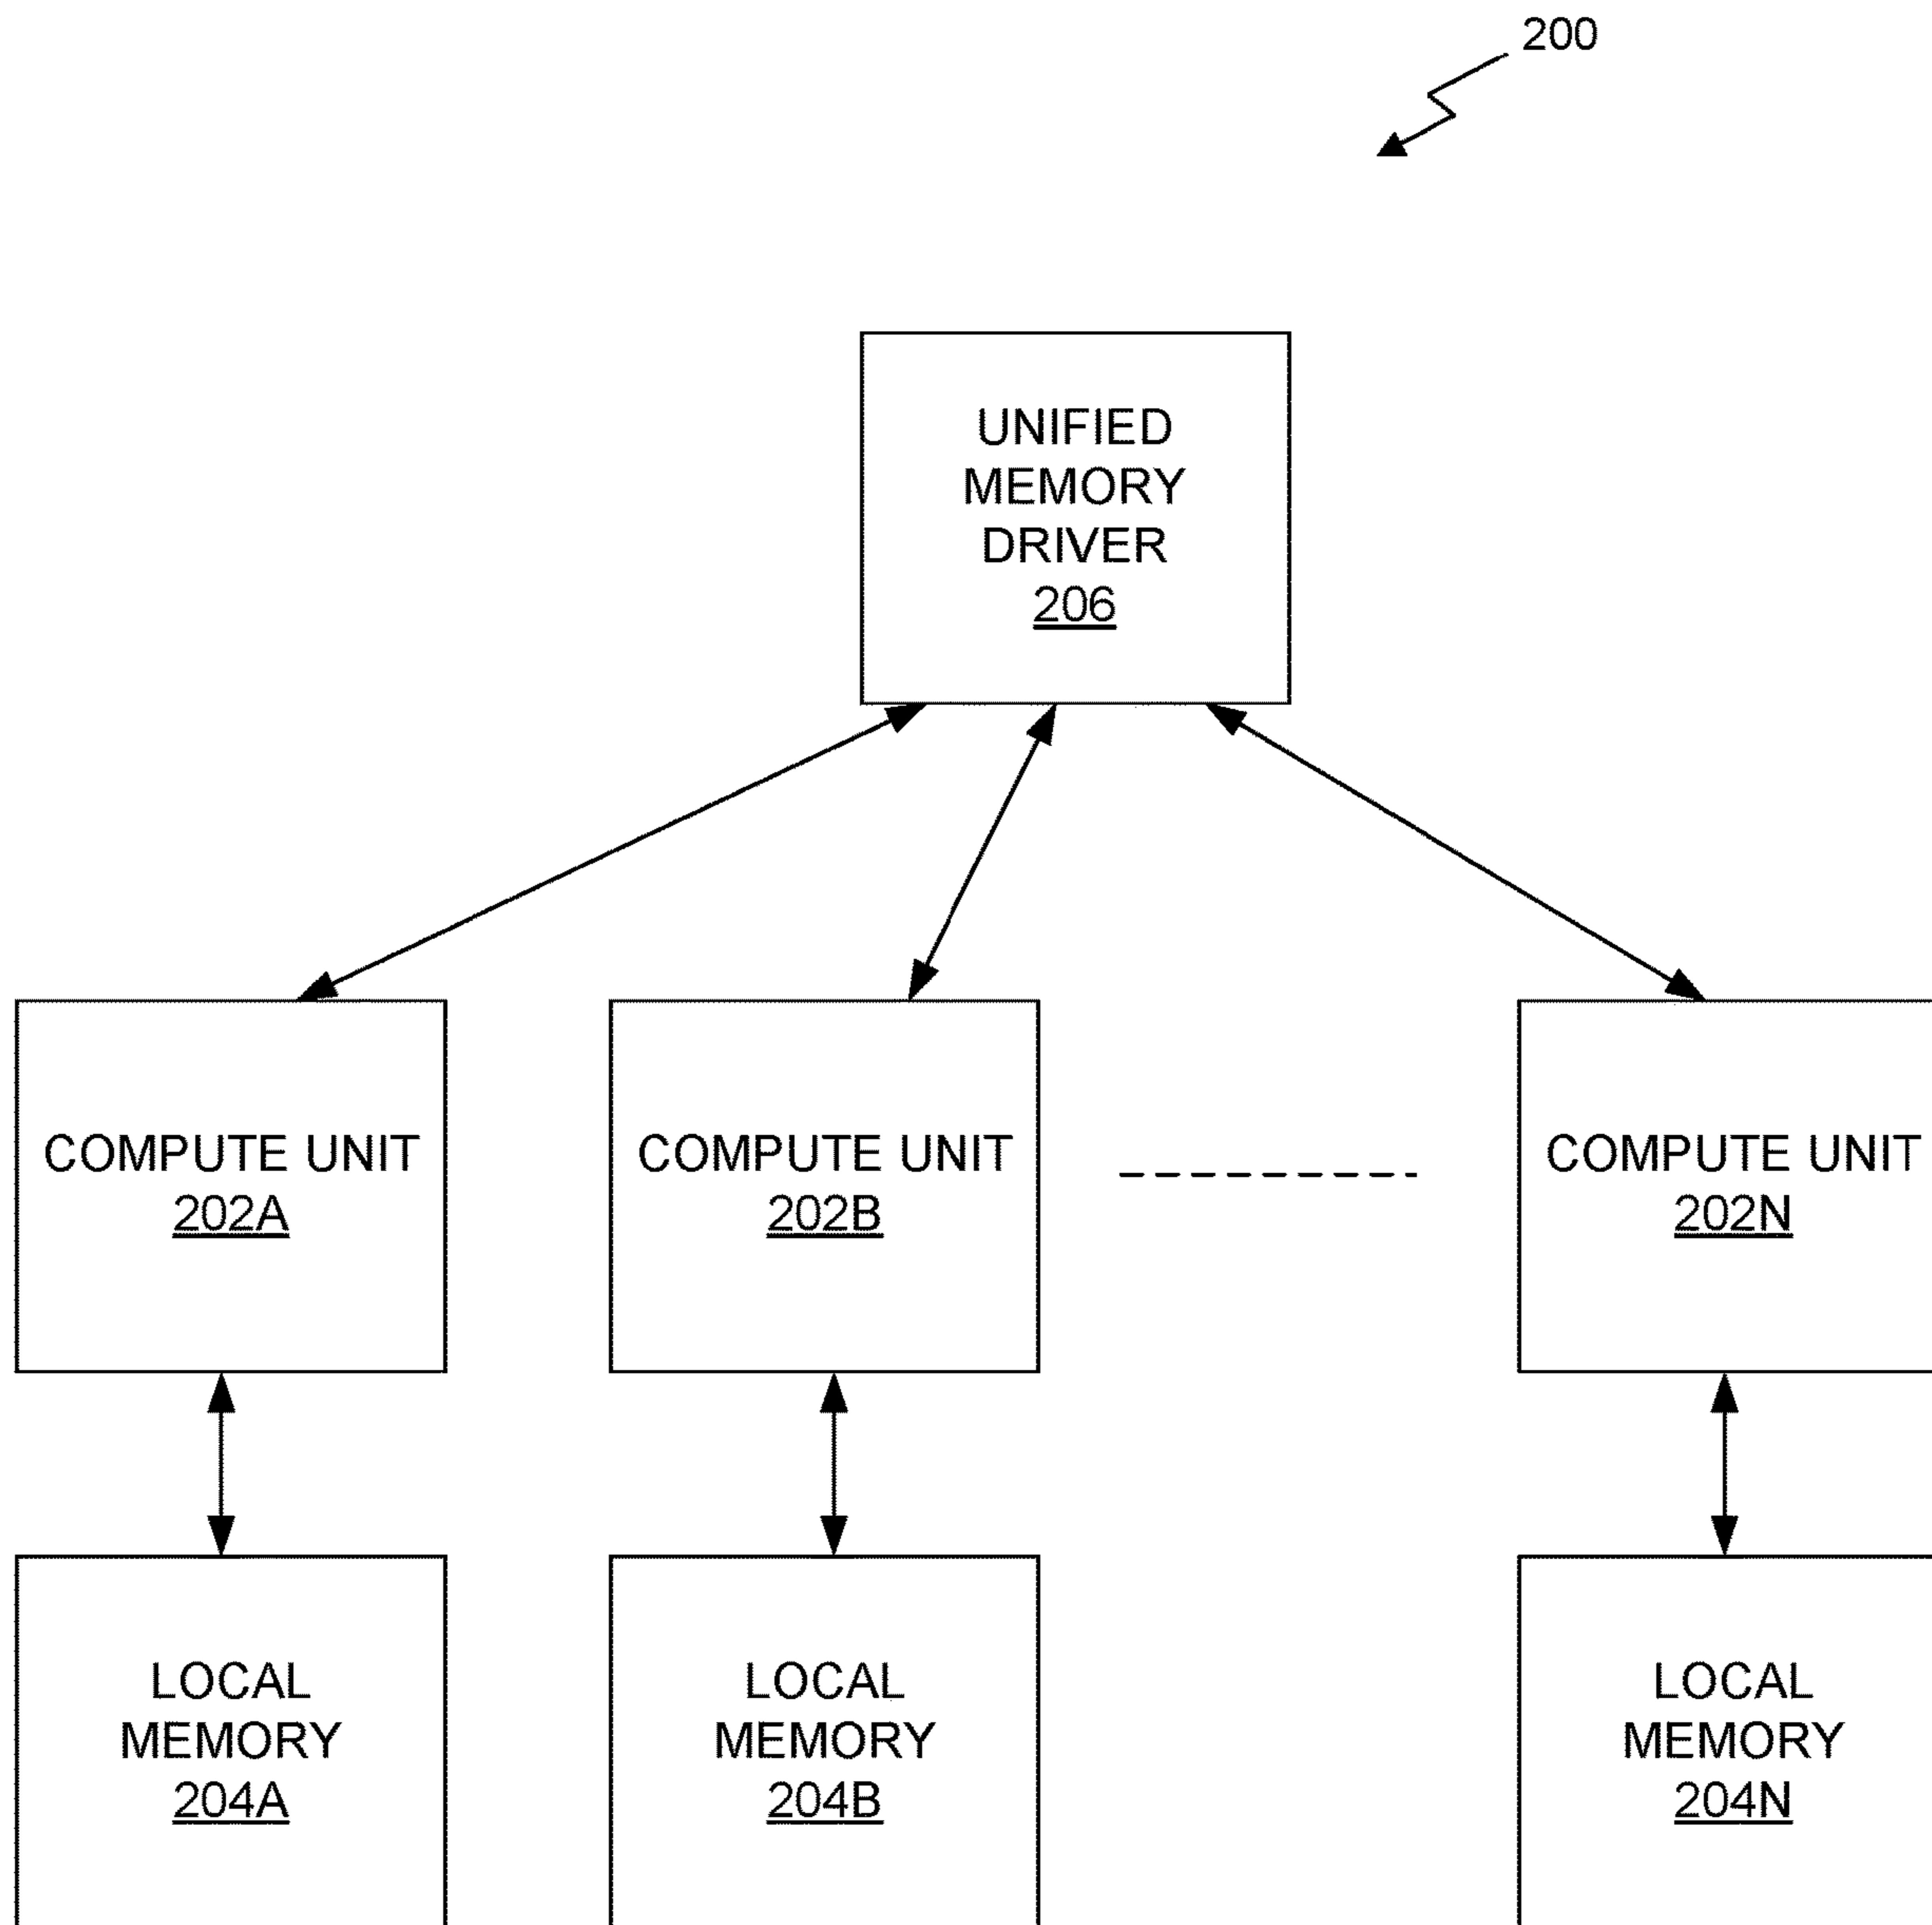 200
UNIFIED
MEMORY
DRIVER
206
COMPUTE UNIT
202A
COMPUTE UNIT
202B
COMPUTE UNIT
202N
LOCAL
MEMORY
204A
LOCAL
MEMORY
204B
LOCAL
MEMORY
204N